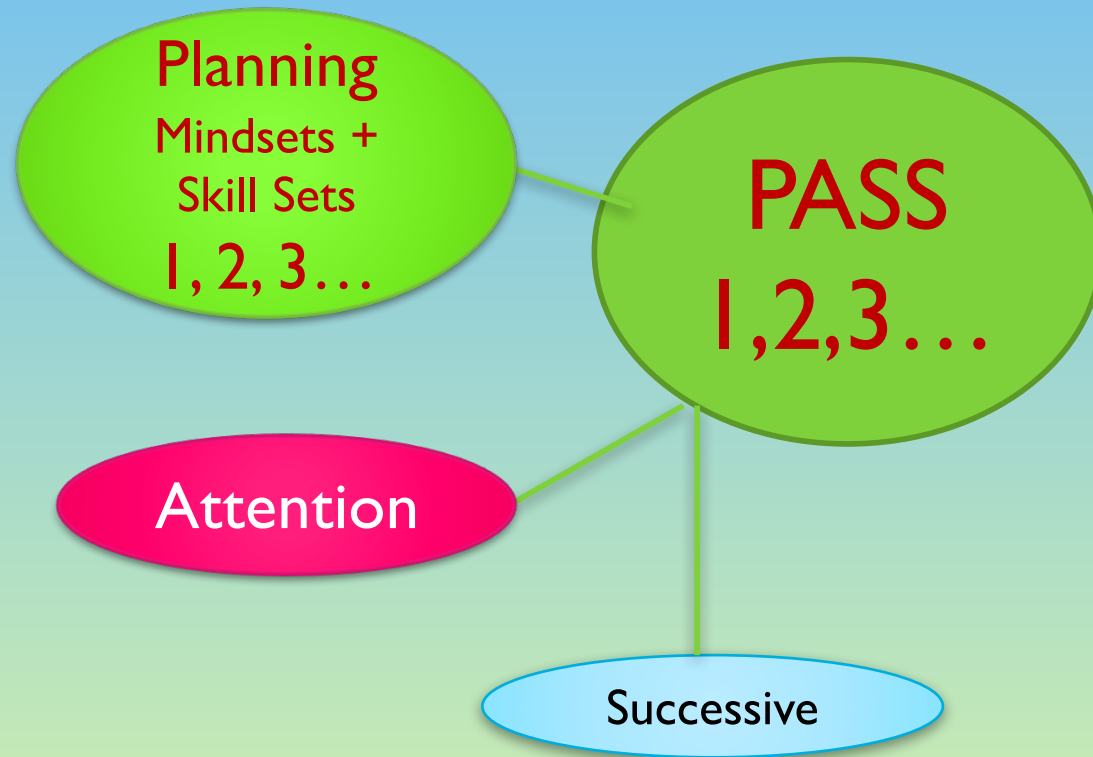 Planning
Mindsets +
Skill Sets
1, 2, 3…
PASS
1,2,3…
Attention
Successive